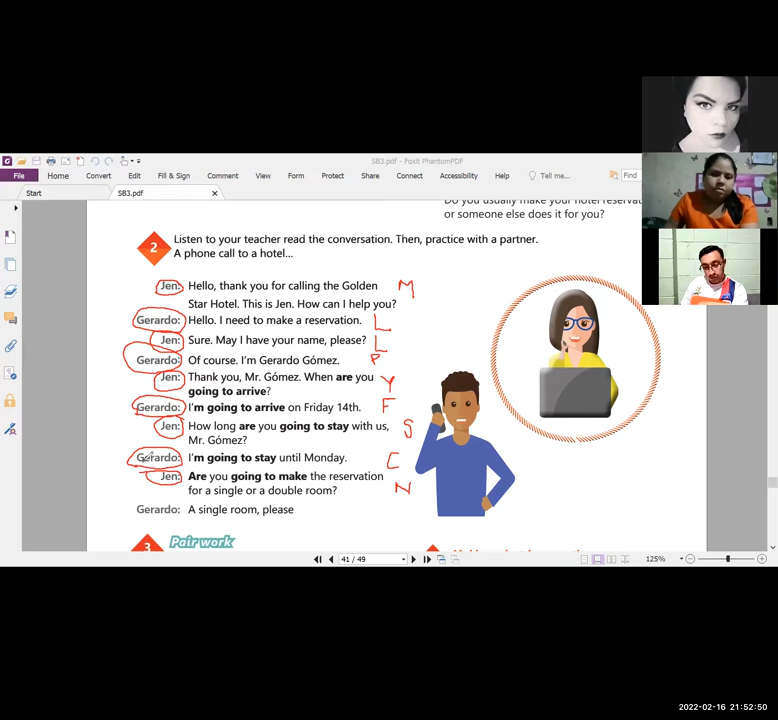 SB3.pdf - Foxit PhantomPDF
File Home Convert Edit Fill & Sign Comment View Form Protect Share Connect Accessibility Help Tell me... Find
Start SB3.pdf
Do you usually make your hotel reservat
or someone else does it for you?
2 Listen to your teacher read the conversation. Then, practice with a partner.
A phone call to a hotel...
Jen: Hello, thank you for calling the Golden M
Star Hotel. This is Jen. How can I help you?
Gerardo: Hello. I need to make a reservation. L
Jen: Sure. May I have your name, please? L
Gerardo: Of course. I'm Gerardo Gómez. P
Jen: Thank you, Mr. Gómez. When are you Y
going to arrive?
Gerardo: I'm going to arrive on Friday 14th. F
Jen: How long are you going to stay with us, S
Mr. Gómez?
Gerardo: I'm going to stay until Monday. C
Jen: Are you going to make the reservation
for a single or a double room? N
Gerardo: A single room, please
3 Pair work
41 / 49 125%
2022-02-16 21:52:50